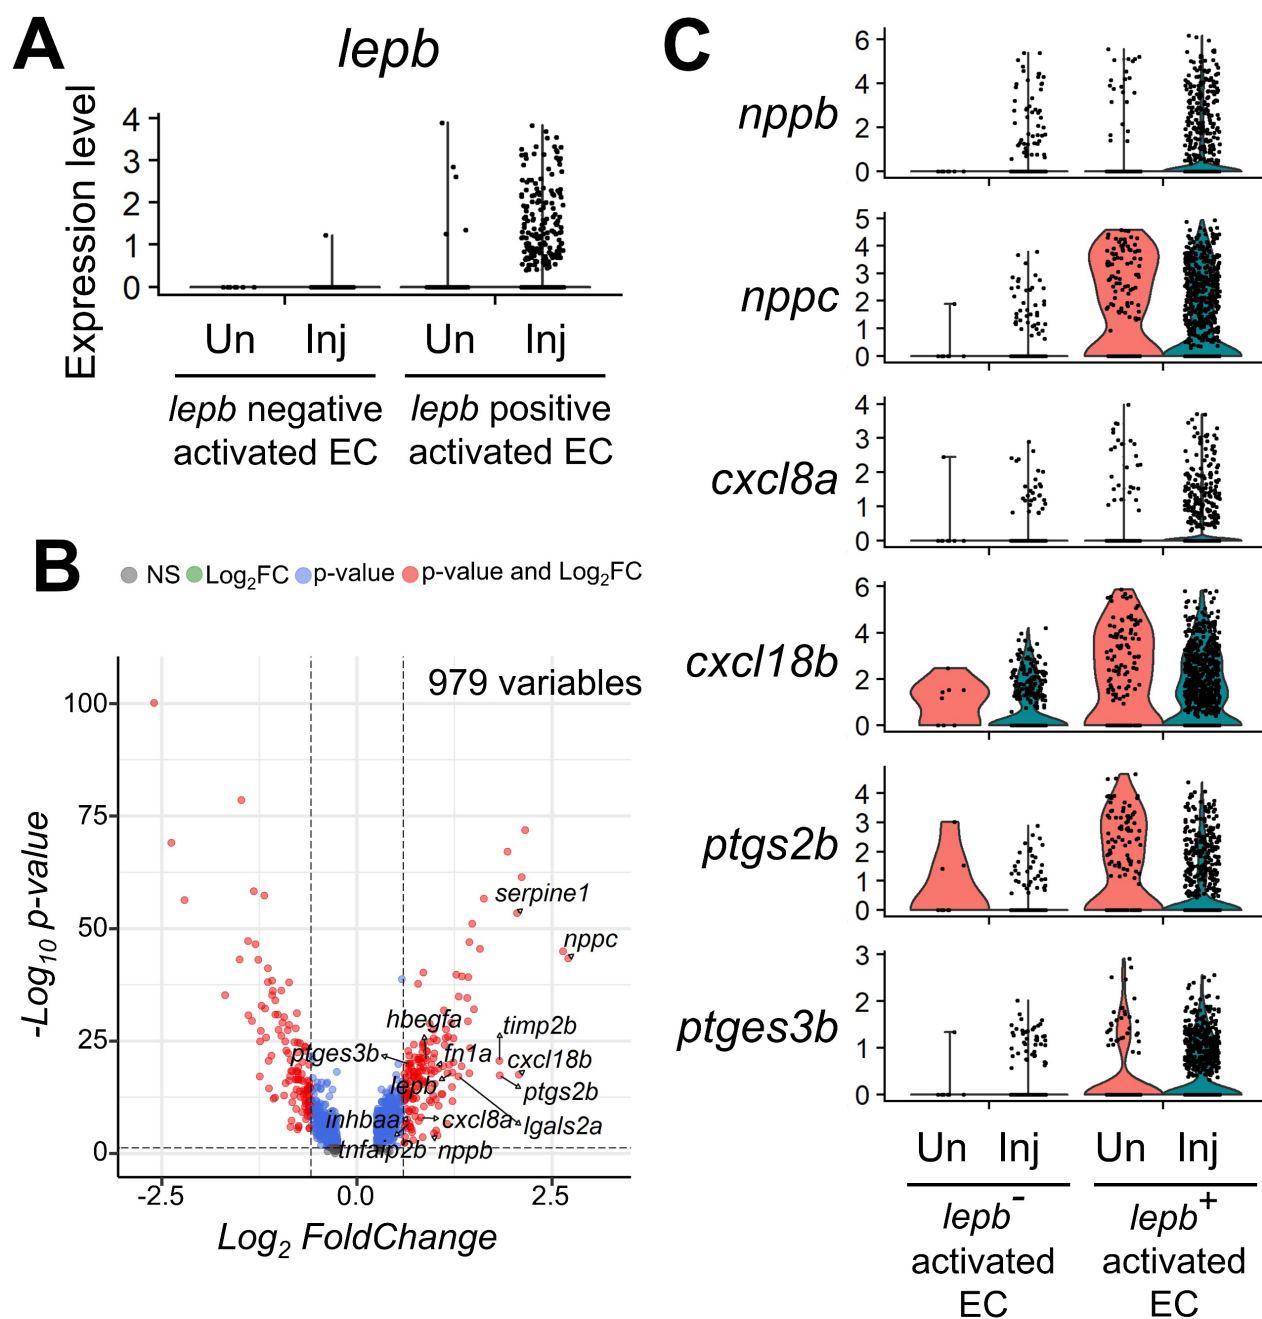 A
lepb
Expression level
4
3
2
1
0
Un Inj Un Inj
lepb negative
activated EC
lepb positive
activated EC
B
NS Log2FC p-value p-value and Log2FC
979 variables
-Log10 p-value
100
75
50
25
0
serpine1
nppc
hbegfa
timp2b
ptges3b
fn1a
cxcl18b
lepb
ptgs2b
inhbaa
cxcl8a
lgals2a
tnfaip2b
nppb
-2.5 0.0 2.5
Log2 FoldChange
C
nppb
6
4
2
0
nppc
5
4
3
2
1
0
cxcl8a
4
3
2
1
0
cxcl18b
6
4
2
0
ptgs2b
4
3
2
1
0
ptges3b
3
2
1
0
Un Inj Un Inj
lepb-
activated
EC
lepb+
activated
EC